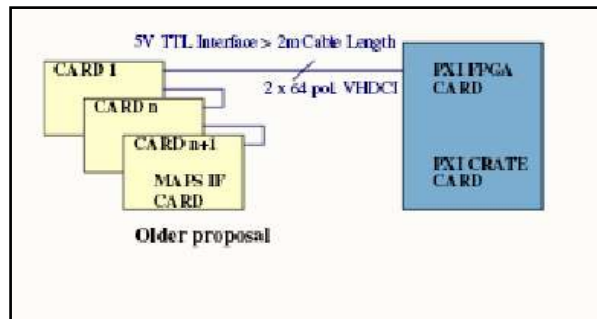 5V TTL Interface > 2m Cable Length
CARD 1
2 x 64 pol. VHDCI
PXI FPGA
CARD
CARD n
CARD n+1
MAPS I/F
CARD
PXI CRATE
CARD
Older proposal